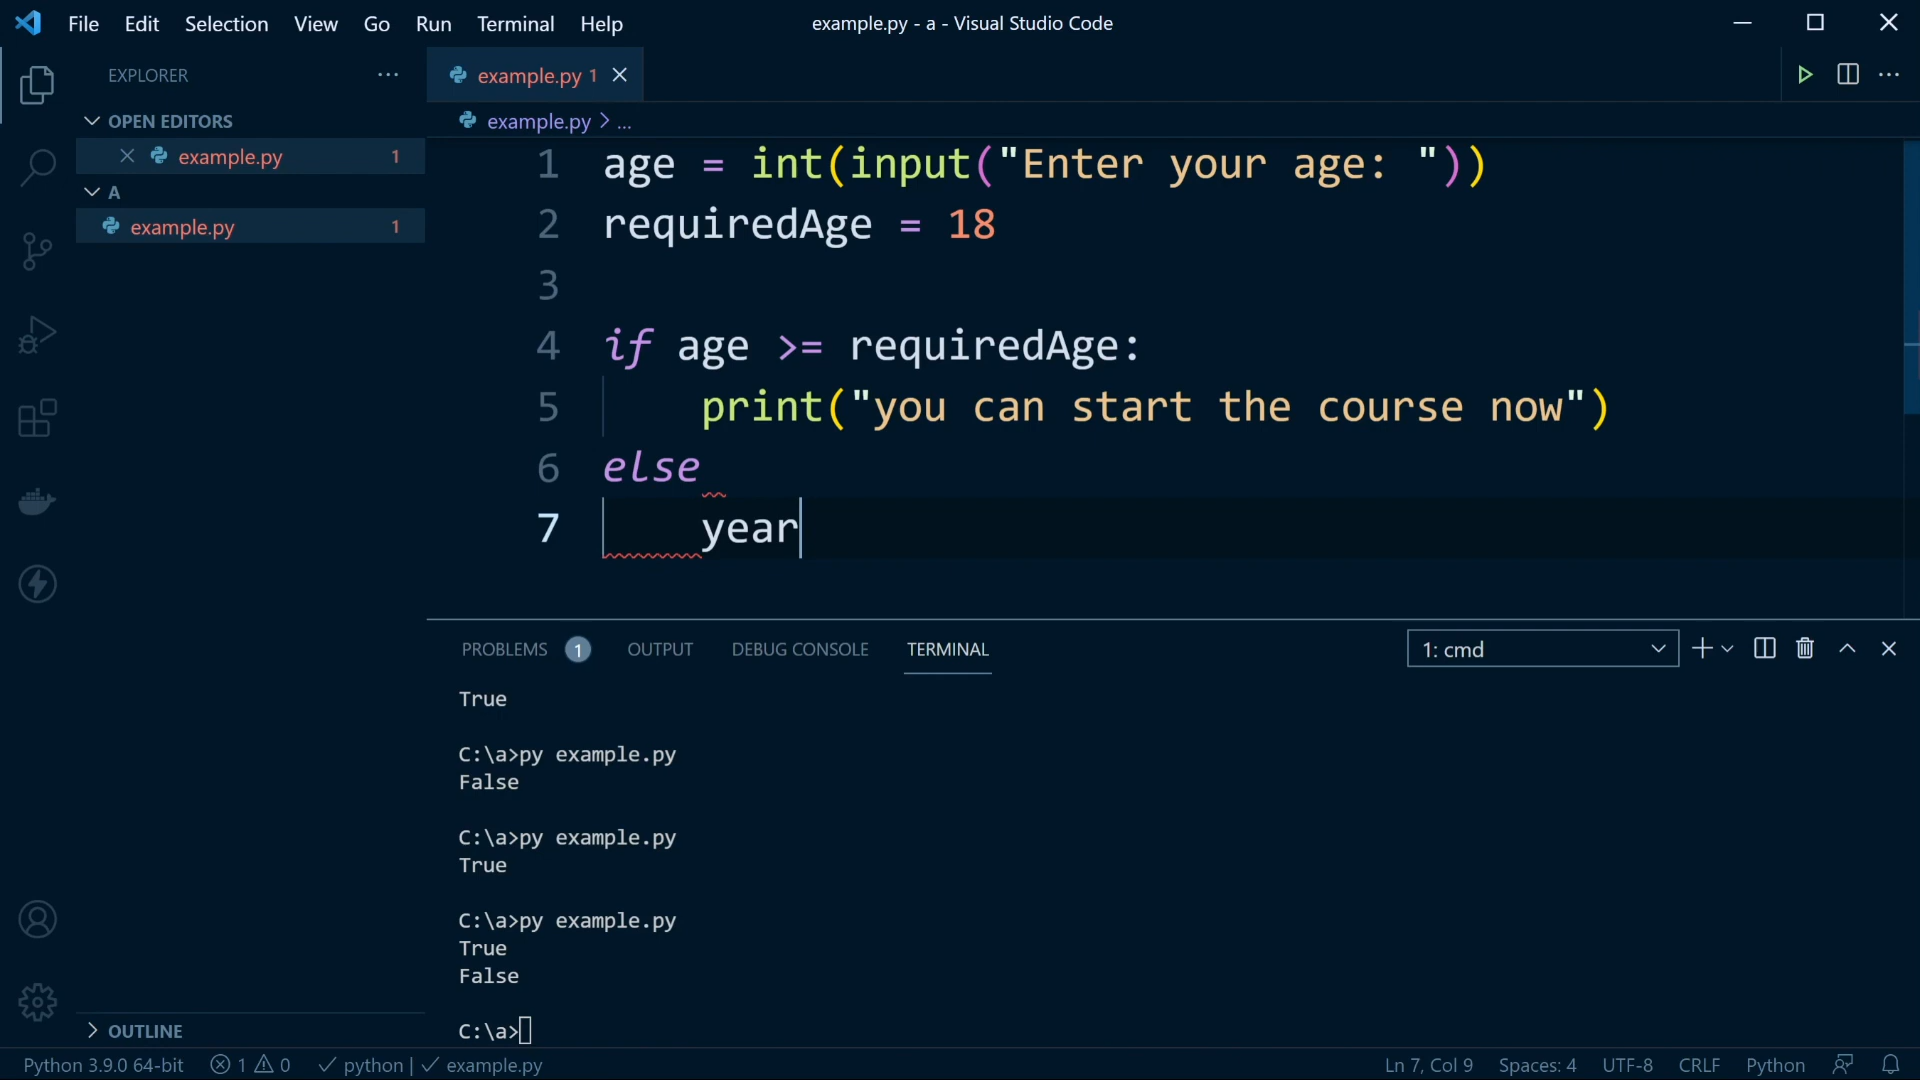 File Edit Selection View Go Run Terminal Help
example.py - a - Visual Studio Code
EXPLORER
OPEN EDITORS
example.py 1
A
example.py 1
example.py 1
example.py > ...
1 age = int(input("Enter your age: "))
2 requiredAge = 18
3
4 if age >= requiredAge:
5 print("you can start the course now")
6 else
7 year
PROBLEMS 1 OUTPUT DEBUG CONSOLE TERMINAL
1: cmd
True
C:\a>py example.py
False
C:\a>py example.py
True
C:\a>py example.py
True
False
C:\a>
OUTLINE
Python 3.9.0 64-bit 1 0 python | example.py
Ln 7, Col 9 Spaces: 4 UTF-8 CRLF Python